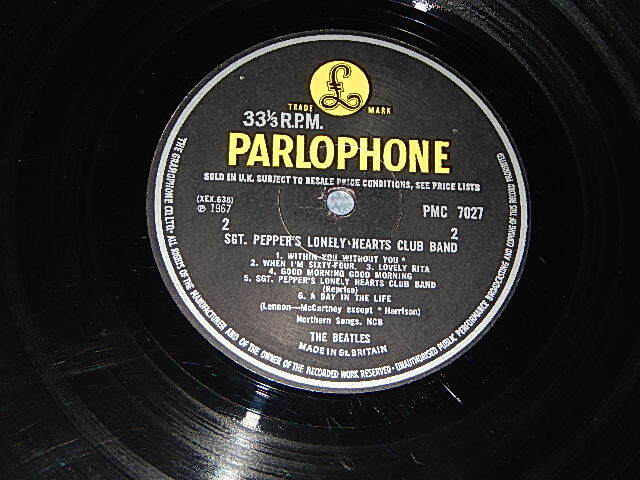 £
TRADE MARK
33⅓ R.P.M.
PARLOPHONE
SOLD IN U.K. SUBJECT TO RESALE PRICE CONDITIONS, SEE PRICE LISTS
(XEX.638)
℗ 1967
PMC 7027
2 2
SGT. PEPPER'S LONELY HEARTS CLUB BAND
1. WITHIN YOU WITHOUT YOU *
2. WHEN I'M SIXTY-FOUR. 3. LOVELY RITA
4. GOOD MORNING GOOD MORNING
5. SGT. PEPPER'S LONELY HEARTS CLUB BAND
(Reprise)
6. A DAY IN THE LIFE
(Lennon—McCartney except * Harrison)
Northern Songs, NCB
THE BEATLES
MADE IN GT. BRITAIN
THE GRAMOPHONE CO. LTD. ALL RIGHTS OF THE MANUFACTURER AND OF THE OWNER OF THE RECORDED WORK RESERVED · UNAUTHORISED PUBLIC PERFORMANCE BROADCASTING AND COPYING OF THIS RECORD PROHIBITED